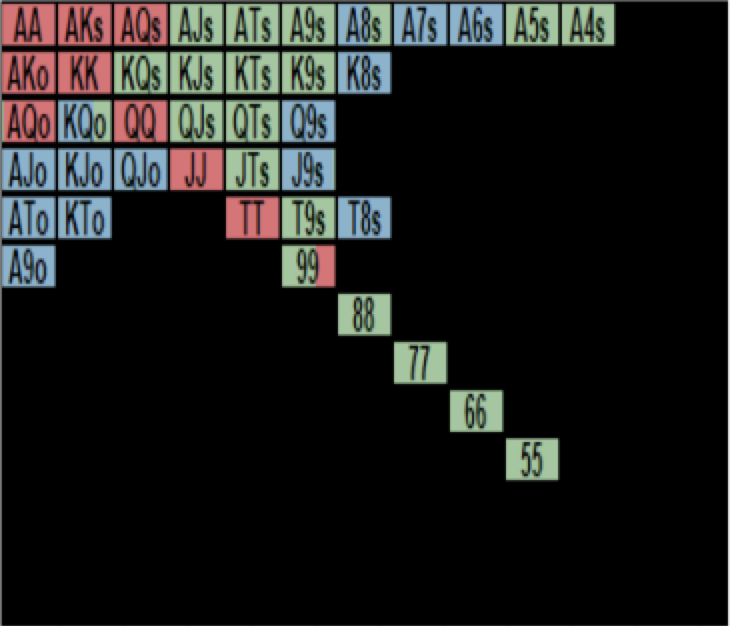 AA AKs AQs AJs ATs A9s A8s A7s A6s A5s A4s
AKo KK KQs KJs KTs K9s K8s
AQo KQo QQ QJs QTs Q9s
AJo KJo QJo JJ JTs J9s
ATo KTo TT T9s T8s
A9o 99
88
77
66
55